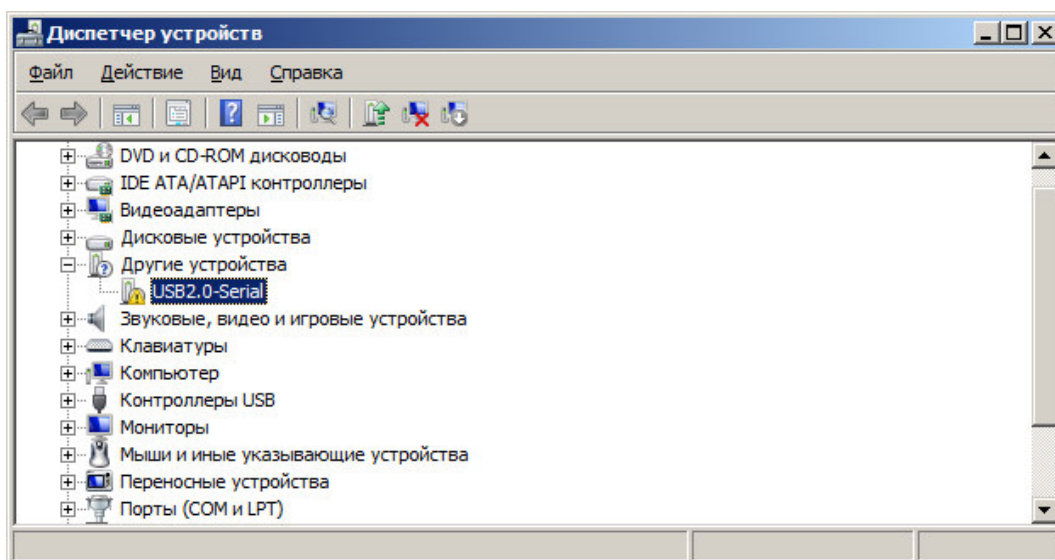 Диспетчер устройств
Файл Действие Вид Справка
DVD и CD-ROM дисководы
IDE ATA/ATAPI контроллеры
Видеоадаптеры
Дисковые устройства
Другие устройства
USB2.0-Serial
Звуковые, видео и игровые устройства
Клавиатуры
Компьютер
Контроллеры USB
Мониторы
Мыши и иные указывающие устройства
Переносные устройства
Порты (COM и LPT)